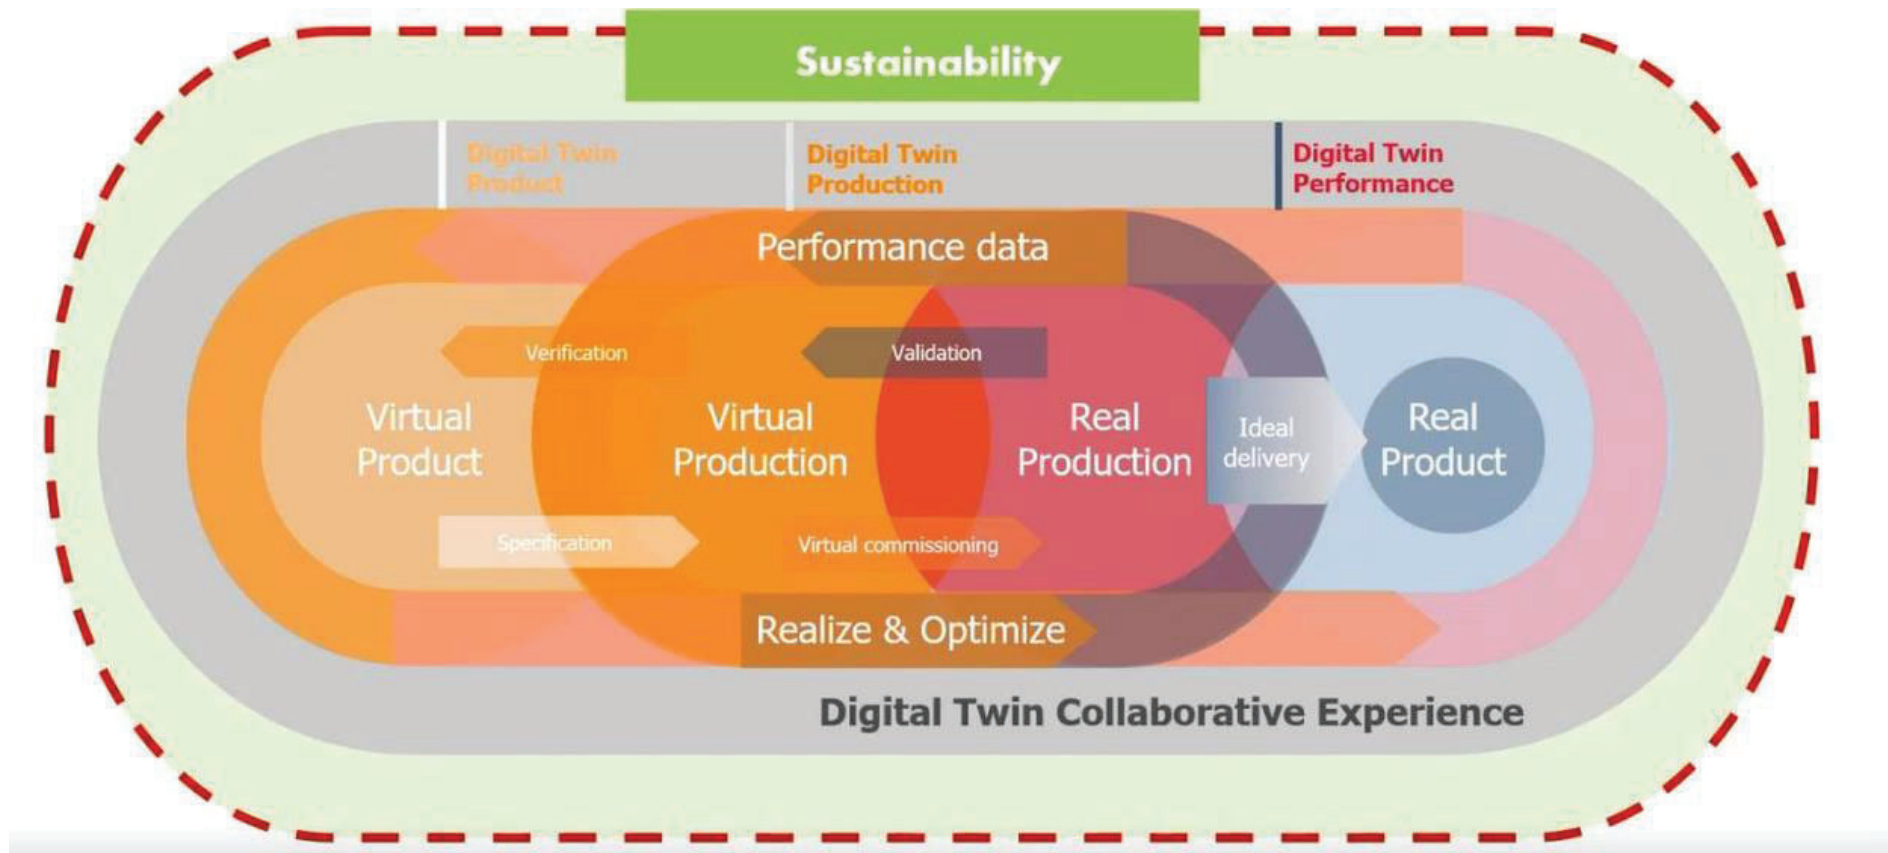 Sustainability
Digital Twin
Product
Digital Twin
Production
Digital Twin
Performance
Performance data
Verification
Validation
Virtual
Product
Virtual
Production
Real
Production
Ideal
delivery
Real
Product
Specification
Virtual commissioning
Realize & Optimize
Digital Twin Collaborative Experience